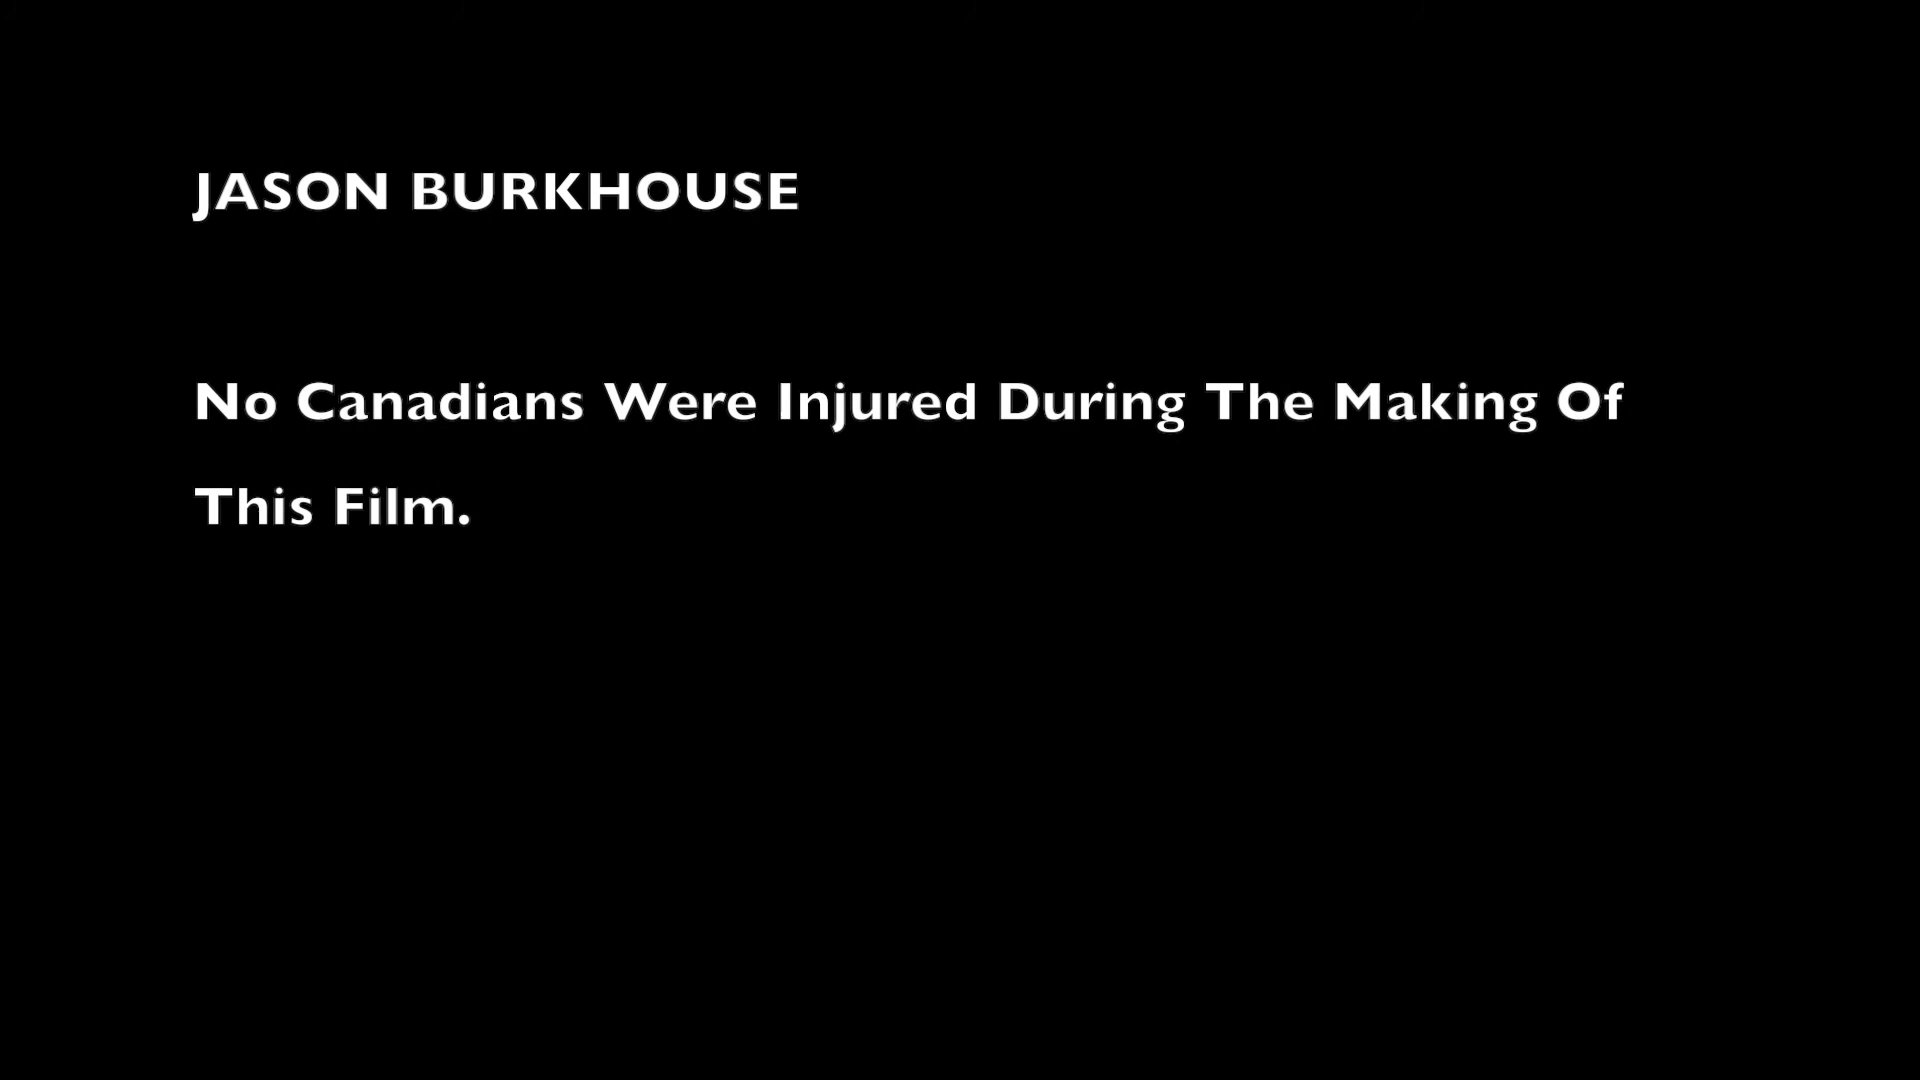 JASON BURKHOUSE
No Canadians Were Injured During The Making Of
This Film.